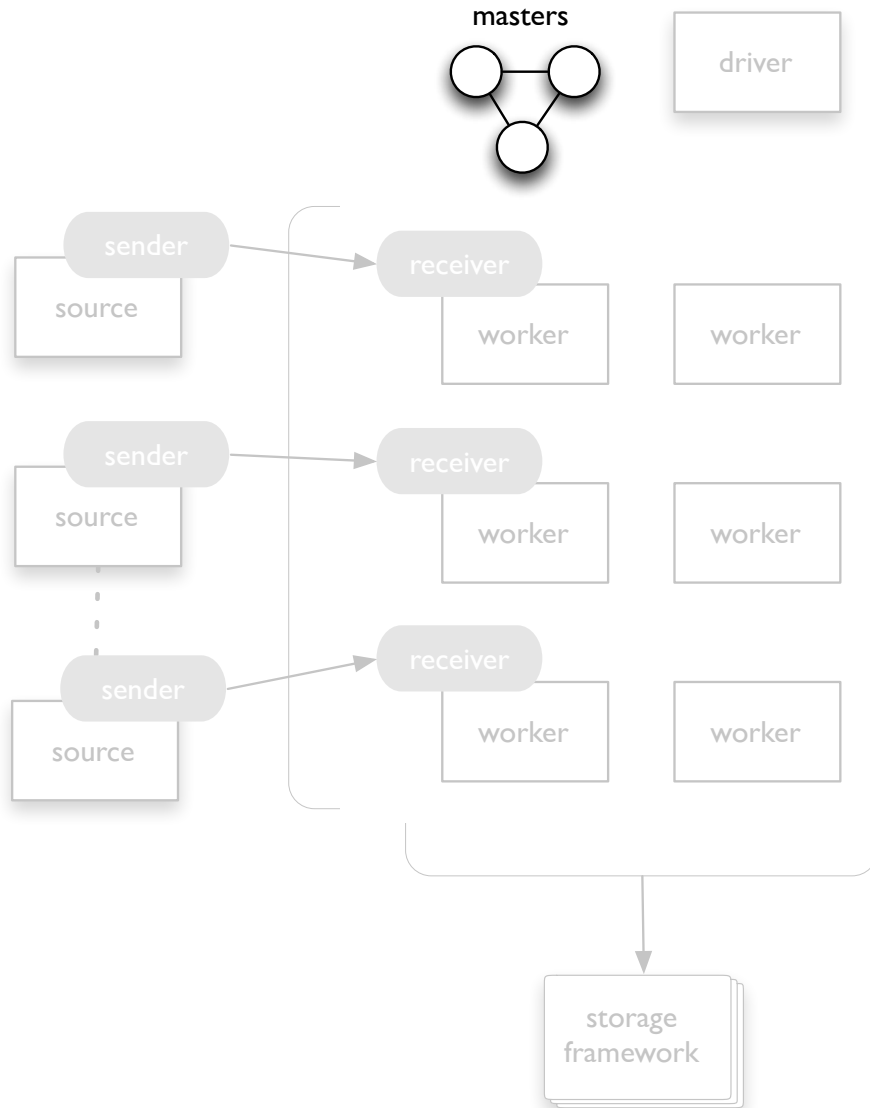 masters
driver
sender
source
receiver
worker
worker
sender
source
receiver
worker
worker
sender
source
receiver
worker
worker
storage
framework